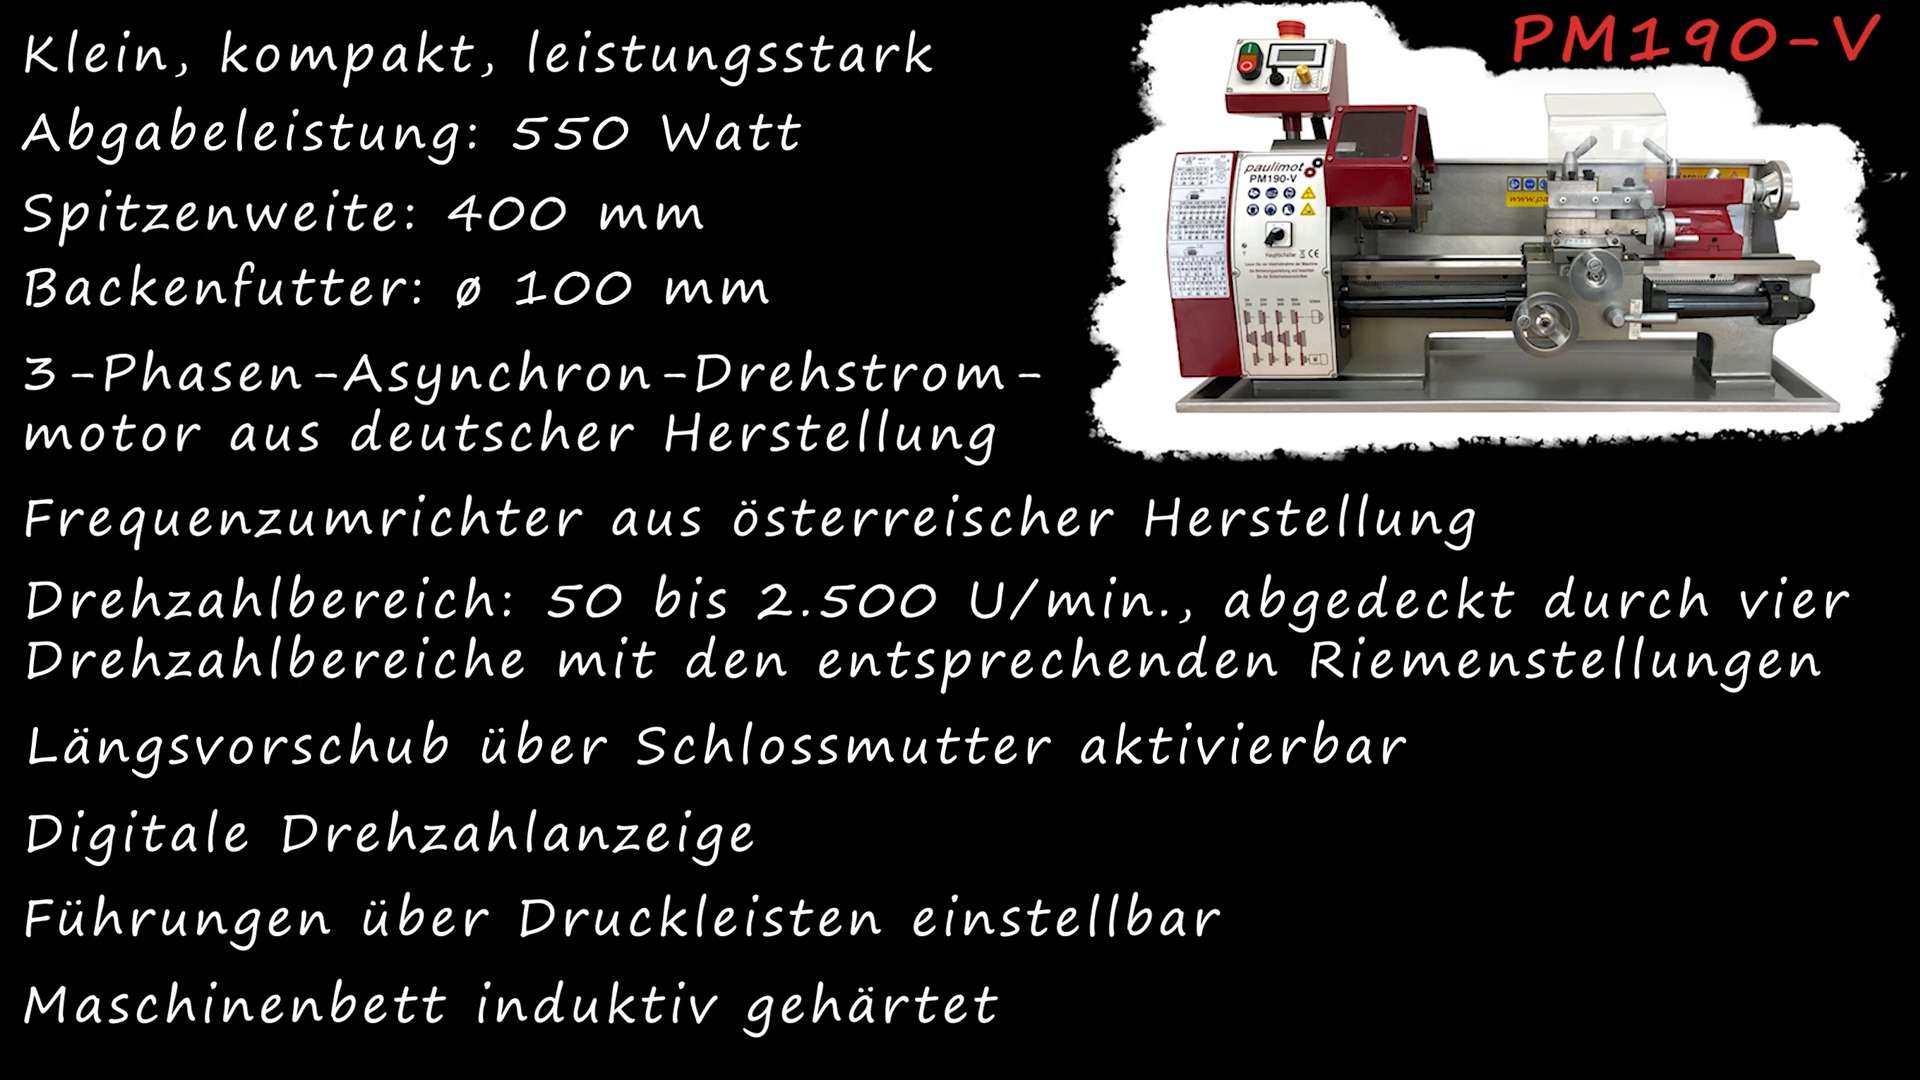 Klein, kompakt, leistungsstark
PM190-V
Abgabeleistung: 550 Watt
Spitzenweite: 400 mm
Backenfutter: ø 100 mm
3-Phasen-Asynchron-Drehstrom-
motor aus deutscher Herstellung
Frequenzumrichter aus österreischer Herstellung
Drehzahlbereich: 50 bis 2.500 U/min., abgedeckt durch vier
Drehzahlbereiche mit den entsprechenden Riemenstellungen
Längsvorschub über Schlossmutter aktivierbar
Digitale Drehzahlanzeige
Führungen über Druckleisten einstellbar
Maschinenbett induktiv gehärtet
paulimot
PM190-V
Hauptschalter
CE